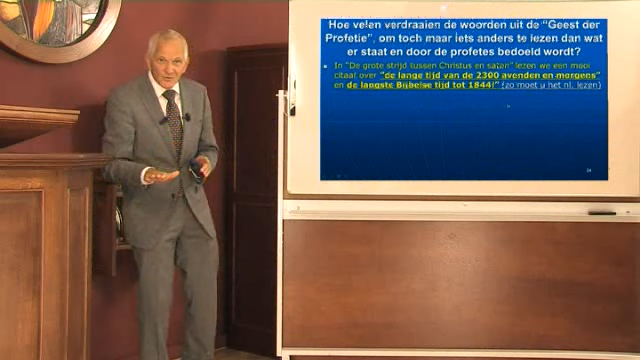 Hoe velen verdraaien de woorden uit de "Geest der
Profetie", om toch maar iets anders te lezen dan wat
er staat en door de profetes bedoeld wordt?
In "De grote strijd tussen Christus en satan" lezen we een mooi
citaat over "de lange tijd van de 2300 avonden en morgens"
en de langste Bijbelse tijd tot 1844!" (zo moet u het nl. lezen)